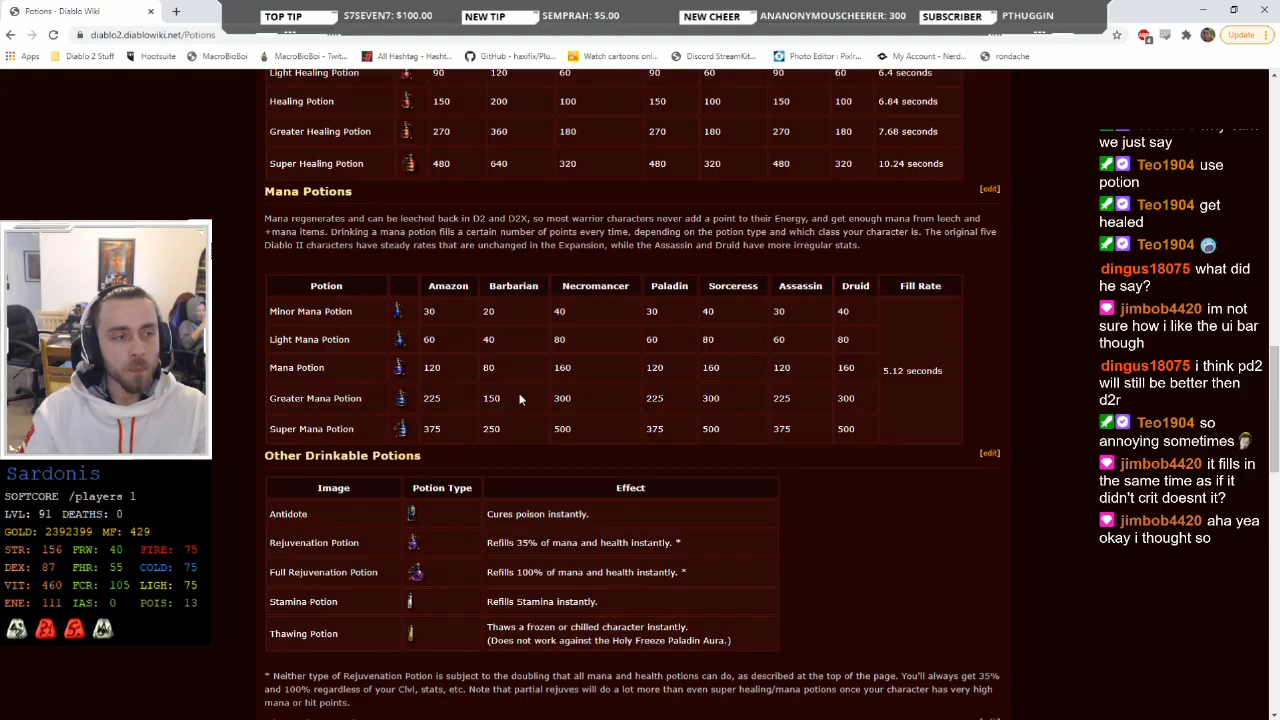 TOP TIP S7SEVEN7: $100.00 NEW TIP SEMPRAH: $5.00 NEW CHEER ANANONYMOUSCHEERER: 300 SUBSCRIBER PTHUGGIN
Potions - Diablo Wiki
diablo2.diablowiki.net/Potions
Update
Apps Diablo 2 Stuff Hootsuite MacroBioBoi MacroBioBoi - Twit... All Hashtag - Hasht... GitHub - haxifix/Plu... Watch cartoons onl... Discord StreamKit... Photo Editor : Pixlr... My Account - Nerd... rondache
Light Healing Potion 90 120 60 90 60 90 60 6.4 seconds
Healing Potion 150 200 100 150 100 150 100 6.84 seconds
Greater Healing Potion 270 360 180 270 180 270 180 7.68 seconds
Super Healing Potion 480 640 320 480 320 480 320 10.24 seconds
Mana Potions [edit]
Mana regenerates and can be leeched back in D2 and D2X, so most warrior characters never add a point to their Energy, and get enough mana from leech and
+mana items. Drinking a mana potion fills a certain number of points every time, depending on the potion type and which class your character is. The original five
Diablo II characters have steady rates that are unchanged in the Expansion, while the Assassin and Druid have more irregular stats.
Potion Amazon Barbarian Necromancer Paladin Sorceress Assassin Druid Fill Rate
Minor Mana Potion 30 20 40 30 40 30 40
Light Mana Potion 60 40 80 60 80 60 80
Mana Potion 120 80 160 120 160 120 160 5.12 seconds
Greater Mana Potion 225 150 300 225 300 225 300
Super Mana Potion 375 250 500 375 500 375 500
Other Drinkable Potions [edit]
Image Potion Type Effect
Antidote Cures poison instantly.
Rejuvenation Potion Refills 35% of mana and health instantly. *
Full Rejuvenation Potion Refills 100% of mana and health instantly. *
Stamina Potion Refills Stamina instantly.
Thawing Potion Thaws a frozen or chilled character instantly.
(Does not work against the Holy Freeze Paladin Aura.)
* Neither type of Rejuvenation Potion is subject to the doubling that all mana and health potions can do, as described at the top of the page. You'll always get 35%
and 100% regardless of your Clvl, stats, etc. Note that partial rejuves will do a lot more than even super healing/mana potions once your character has very high
mana or hit points.
Sardonis
SOFTCORE /players 1
LVL: 91 DEATHS: 0
GOLD: 2392399 MF: 429
STR: 156 FRW: 40 FIRE: 75
DEX: 87 FHR: 55 COLD: 75
VIT: 460 FCR: 105 LIGH: 75
ENE: 111 IAS: 0 POIS: 13
we just say
Teo1904 use
potion
Teo1904 get
healed
Teo1904
dingus18075 what did
he say?
jimbob4420 im not
sure how i like the ui bar
though
dingus18075 i think pd2
will still be better then
d2r
Teo1904 so
annoying sometimes
jimbob4420 it fills in
the same time as if it
didn't crit doesnt it?
jimbob4420 aha yea
okay i thought so